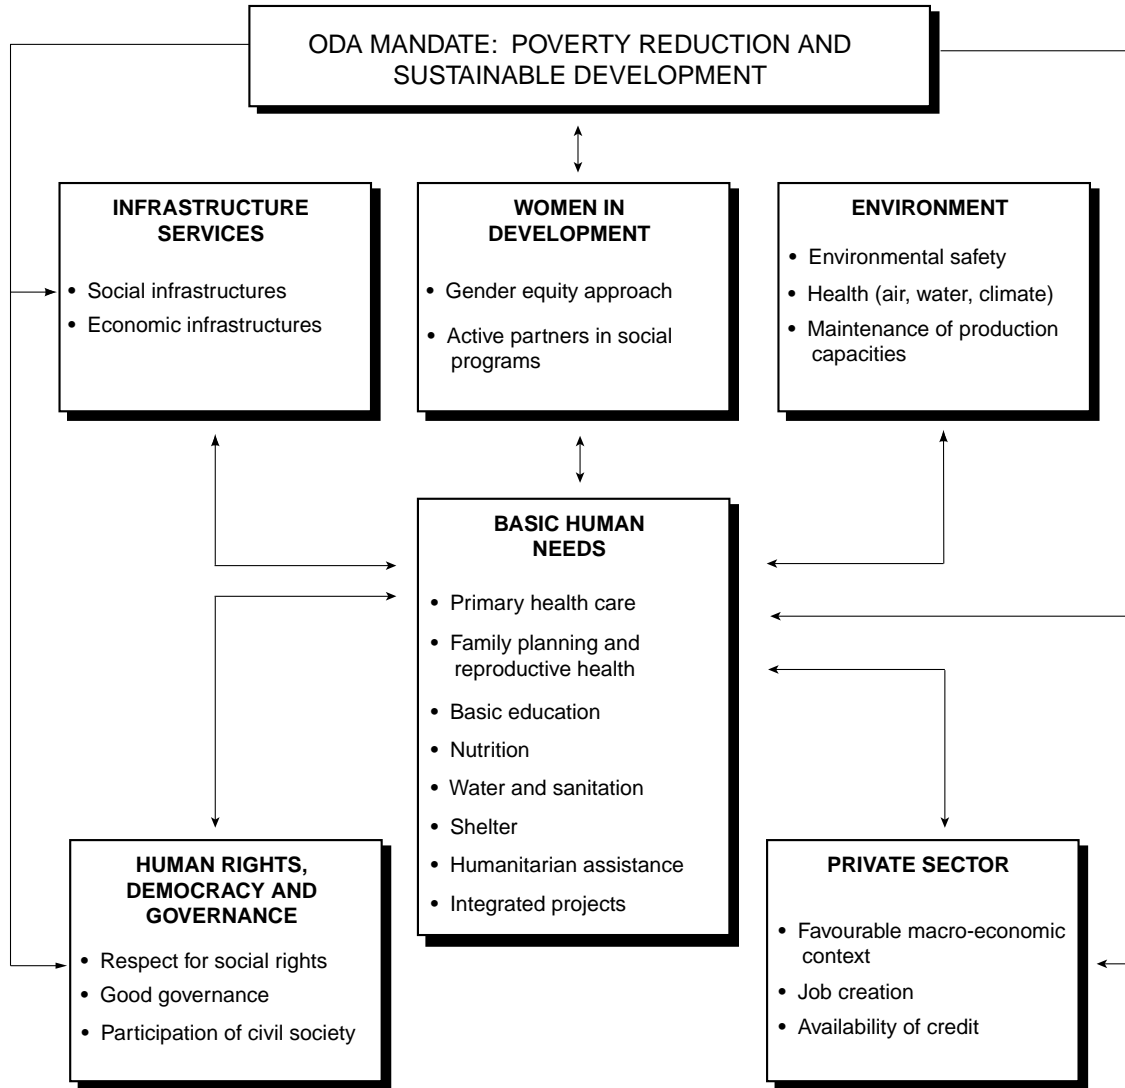 ODA MANDATE: POVERTY REDUCTION AND
SUSTAINABLE DEVELOPMENT
INFRASTRUCTURE
SERVICES
• Social infrastructures
• Economic infrastructures
WOMEN IN
DEVELOPMENT
• Gender equity approach
• Active partners in social
programs
ENVIRONMENT
• Environmental safety
• Health (air, water, climate)
• Maintenance of production
capacities
BASIC HUMAN
NEEDS
• Primary health care
• Family planning and
reproductive health
• Basic education
• Nutrition
• Water and sanitation
• Shelter
• Humanitarian assistance
• Integrated projects
HUMAN RIGHTS,
DEMOCRACY AND
GOVERNANCE
• Respect for social rights
• Good governance
• Participation of civil society
PRIVATE SECTOR
• Favourable macro-economic
context
• Job creation
• Availability of credit